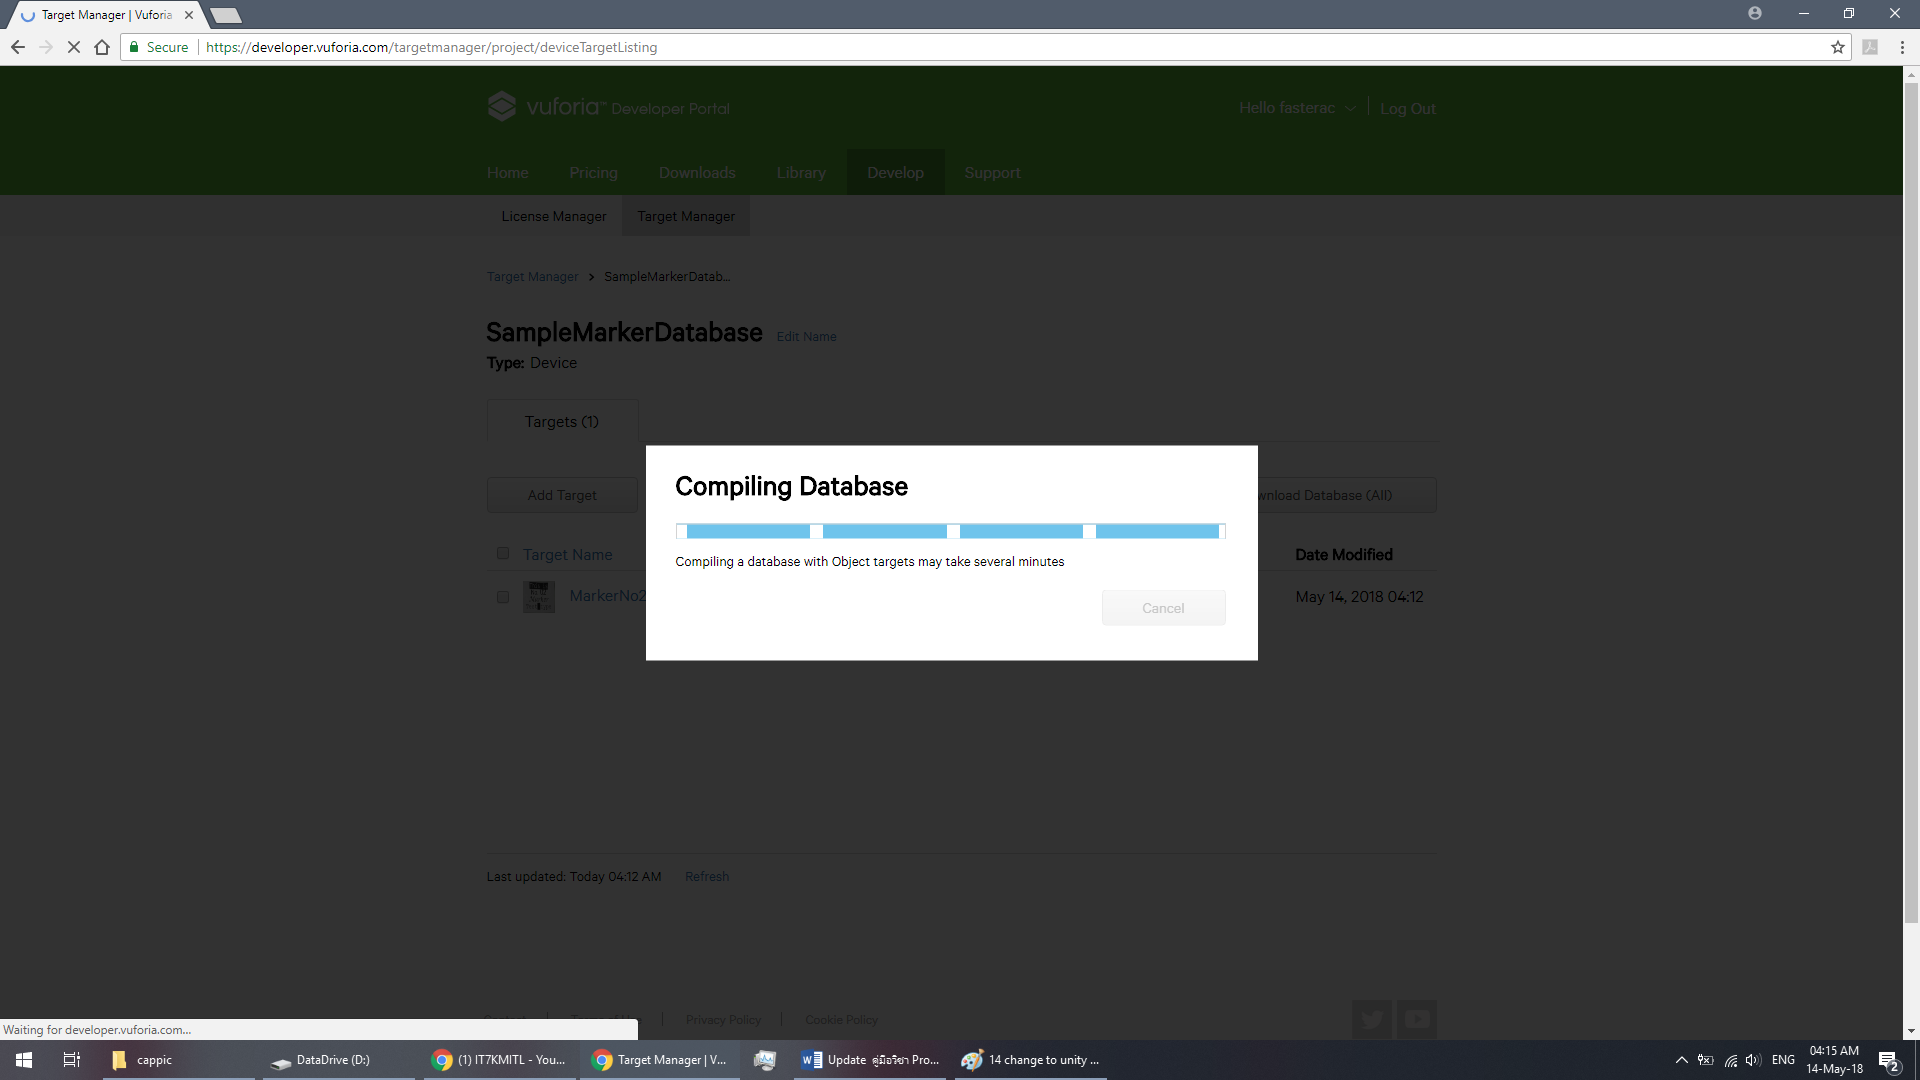 Target Manager | Vuforia
Secure
https://developer.vuforia.com/targetmanager/project/deviceTargetListing
vuforia™ Developer Portal
Hello fasterac
Log Out
Home
Pricing
Downloads
Library
Develop
Support
License Manager
Target Manager
Target Manager > SampleMarkerDatab...
SampleMarkerDatabase
Edit Name
Type: Device
Targets (1)
Add Target
wnload Database (All)
Compiling Database
Compiling a database with Object targets may take several minutes
Cancel
Target Name
Date Modified
MarkerNo2
May 14, 2018 04:12
Last updated: Today 04:12 AM
Refresh
Privacy Policy
Cookie Policy
Waiting for developer.vuforia.com...
cappic
DataDrive (D:)
(1) IT7KMITL - You...
Target Manager | V...
Update คู่มือวิชา Pro...
14 change to unity ...
ENG
04:15 AM
14-May-18
2